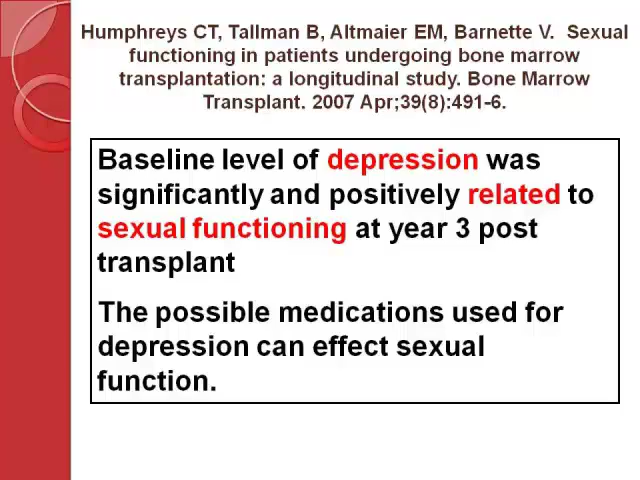 Humphreys CT, Tallman B, Altmaier EM, Barnette V.  Sexual
functioning in patients undergoing bone marrow
transplantation: a longitudinal study. Bone Marrow
Transplant. 2007 Apr;39(8):491-6.
Baseline level of depression was
significantly and positively related to
sexual functioning at year 3 post
transplant
The possible medications used for
depression can effect sexual
function.